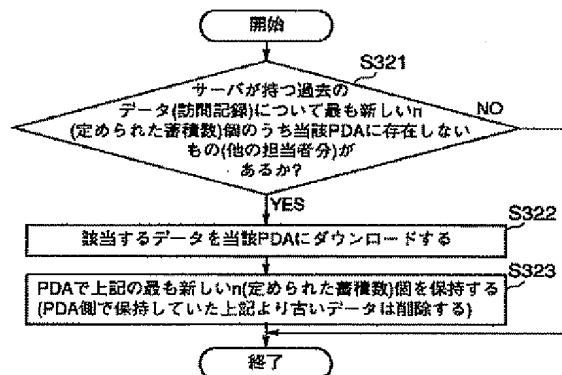 開始
S321
サーバが持つ過去の
データ(訪問記録)について最も新しいn
(定められた蓄積数)個のうち当該PDAに存在しない
もの(他の担当者分)が
あるか?
NO
YES
S322
該当するデータを当該PDAにダウンロードする
S323
PDAで上記の最も新しいn(定められた蓄積数)個を保持する
(PDA側で保持していた上記より古いデータは削除する)
終了